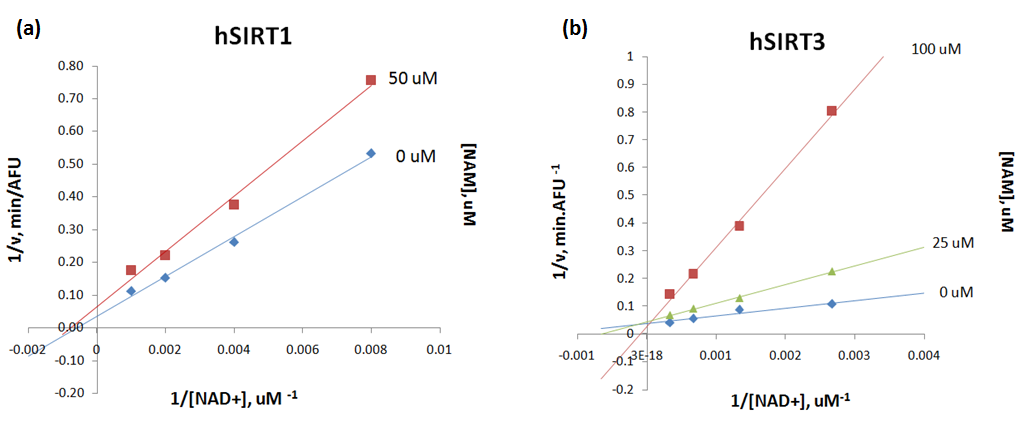 (a)
hSIRT1
0.80
0.70
0.60
0.50
0.40
0.30
0.20
0.10
0.00
-0.10
-0.20
-0.002
0
0.002
0.004
0.006
0.008
0.01
50 uM
0 uM
1/v, min/AFU
[NAM], uM
1/[NAD+], uM -1
(b)
hSIRT3
1
0.9
0.8
0.7
0.6
0.5
0.4
0.3
0.2
0.1
0
-0.1
-0.2
-0.001
3E-18
0.001
0.002
0.003
0.004
100 uM
25 uM
0 uM
1/v, min.AFU -1
[NAM], uM
1/[NAD+], uM-1